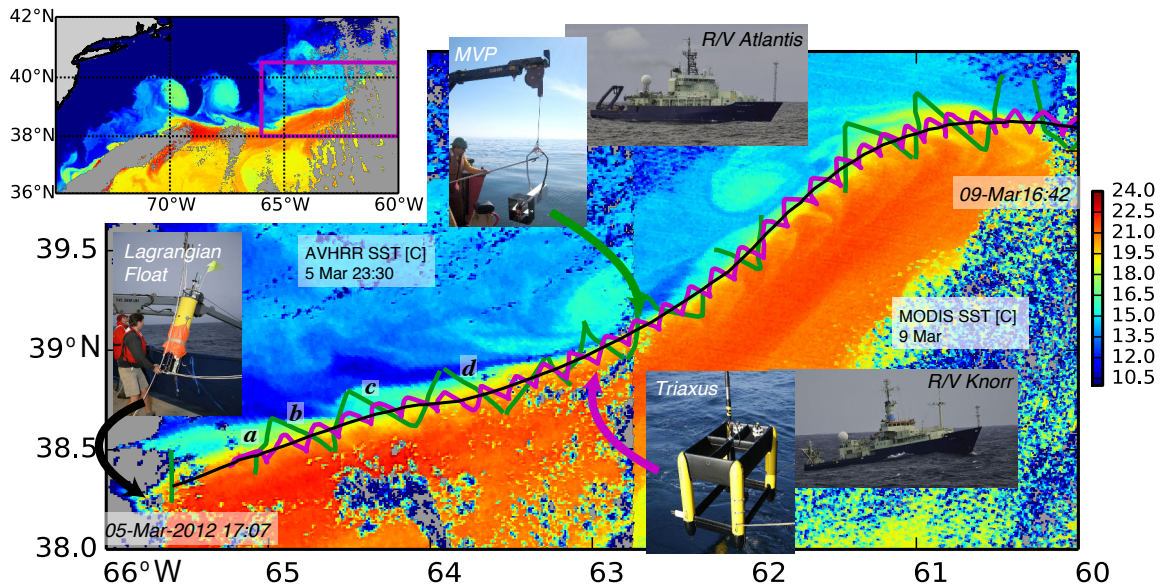 42°N
40°N
38°N
36°N
70°W
65°W
60°W
MVP
R/V Atlantis
24.0
22.5
21.0
19.5
18.0
16.5
15.0
13.5
12.0
10.5
09-Mar16:42
39.5
39°N
38.5
38.0
Lagrangian
Float
AVHRR SST [C]
5 Mar 23:30
MODIS SST [C]
9 Mar
a
b
c
d
Triaxus
R/V Knorr
05-Mar-2012 17:07
66°W
65
64
63
62
61
60